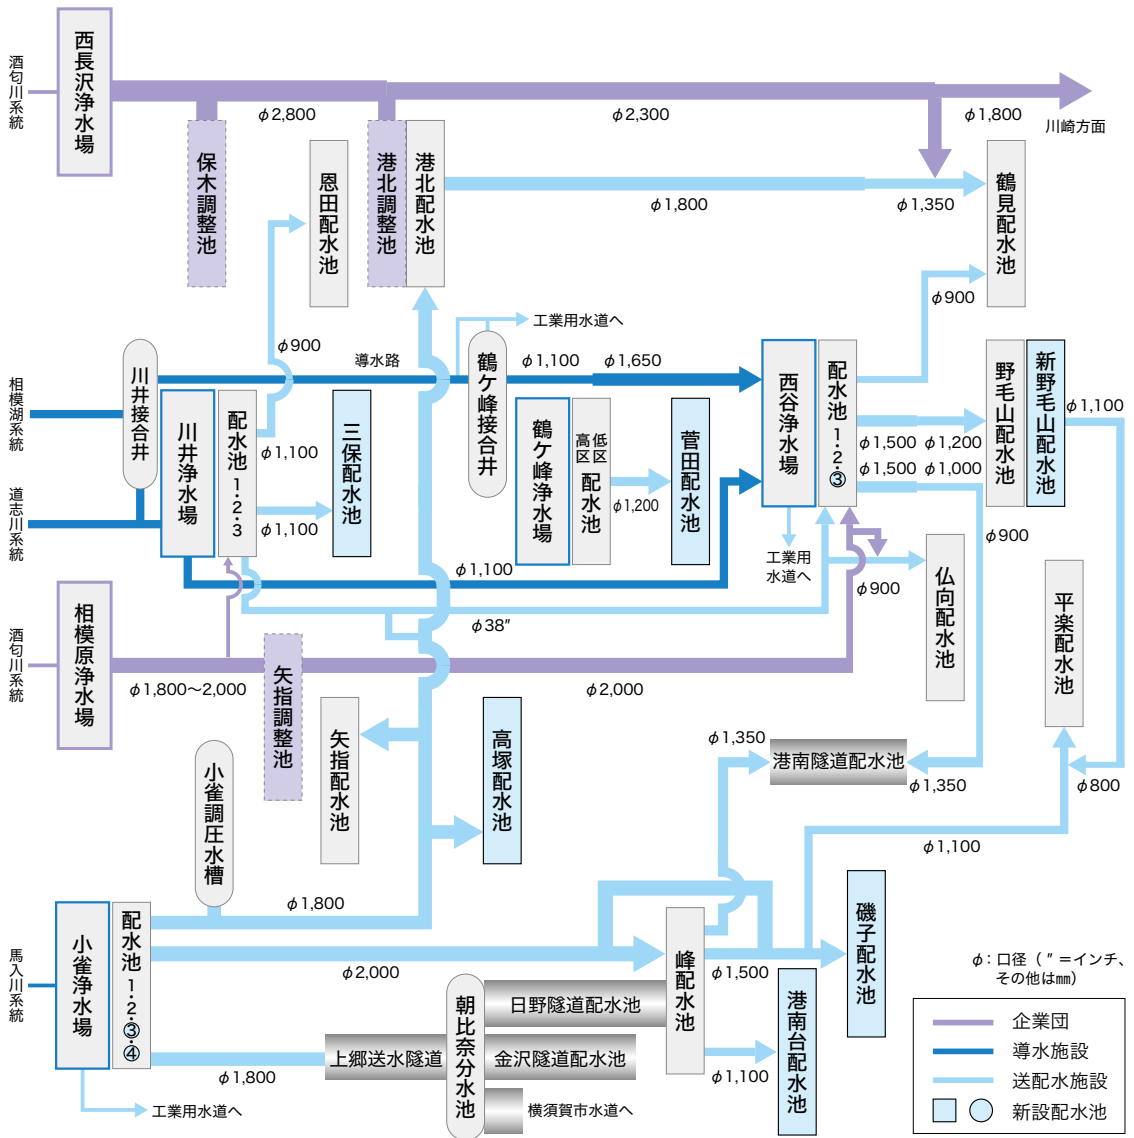 酒匂川系統
西長沢浄水場
φ2,800
φ2,300
φ1,800
川崎方面
保木調整池
恩田配水池
港北調整池
港北配水池
φ1,800
φ1,350
鶴見配水池
φ900
φ900
工業用水道へ
導水路
φ1,100
φ1,650
相模湖系統
川井接合井
川井浄水場
配水池
1・2・3
φ1,100
φ1,100
三保配水池
鶴ケ峰接合井
鶴ケ峰浄水場
高区
低区
配水池
φ1,200
菅田配水池
西谷浄水場
配水池
1・2・③
φ1,500
φ1,200
φ1,500
φ1,000
野毛山配水池
新野毛山配水池
φ1,100
道志川系統
φ1,100
工業用
水道へ
φ900
φ900
仏向配水池
平楽配水池
φ38″
酒匂川系統
相模原浄水場
φ1,800～2,000
矢指調整池
φ2,000
矢指配水池
高塚配水池
φ1,350
港南隧道配水池
φ1,350
φ800
φ1,100
小雀調圧水槽
φ1,800
馬入川系統
小雀浄水場
配水池
1・2・③・④
φ2,000
φ1,800
工業用水道へ
上郷送水隧道
朝比奈分水池
日野隧道配水池
金沢隧道配水池
横須賀市水道へ
峰配水池
φ1,500
φ1,100
港南台配水池
磯子配水池
φ：口径（ ″ ＝インチ、
その他は㎜）
企業団
導水施設
送配水施設
新設配水池